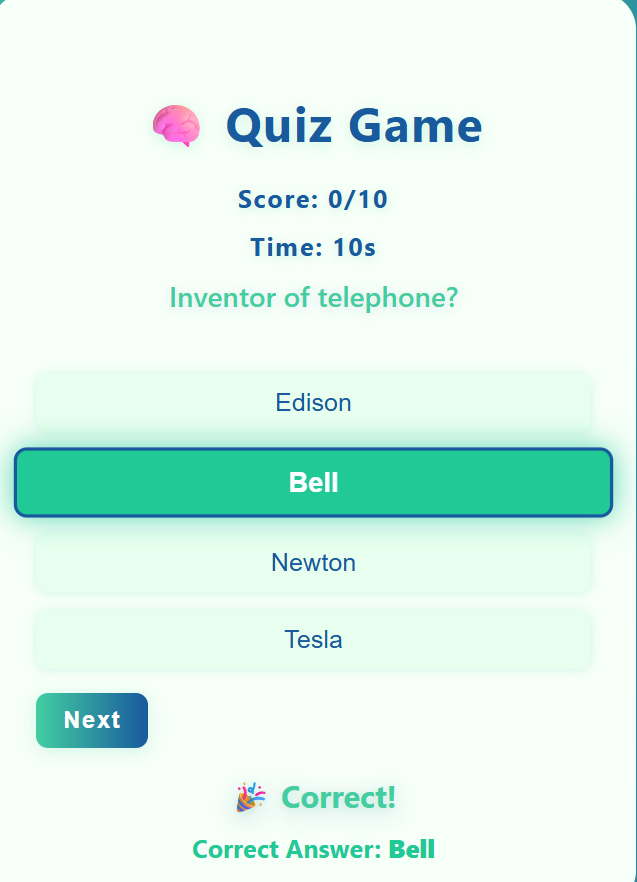 Quiz Game
Score: 0/10
Time: 10s
Inventor of telephone?
Edison
Bell
Newton
Tesla
Next
Correct!
Correct Answer: Bell